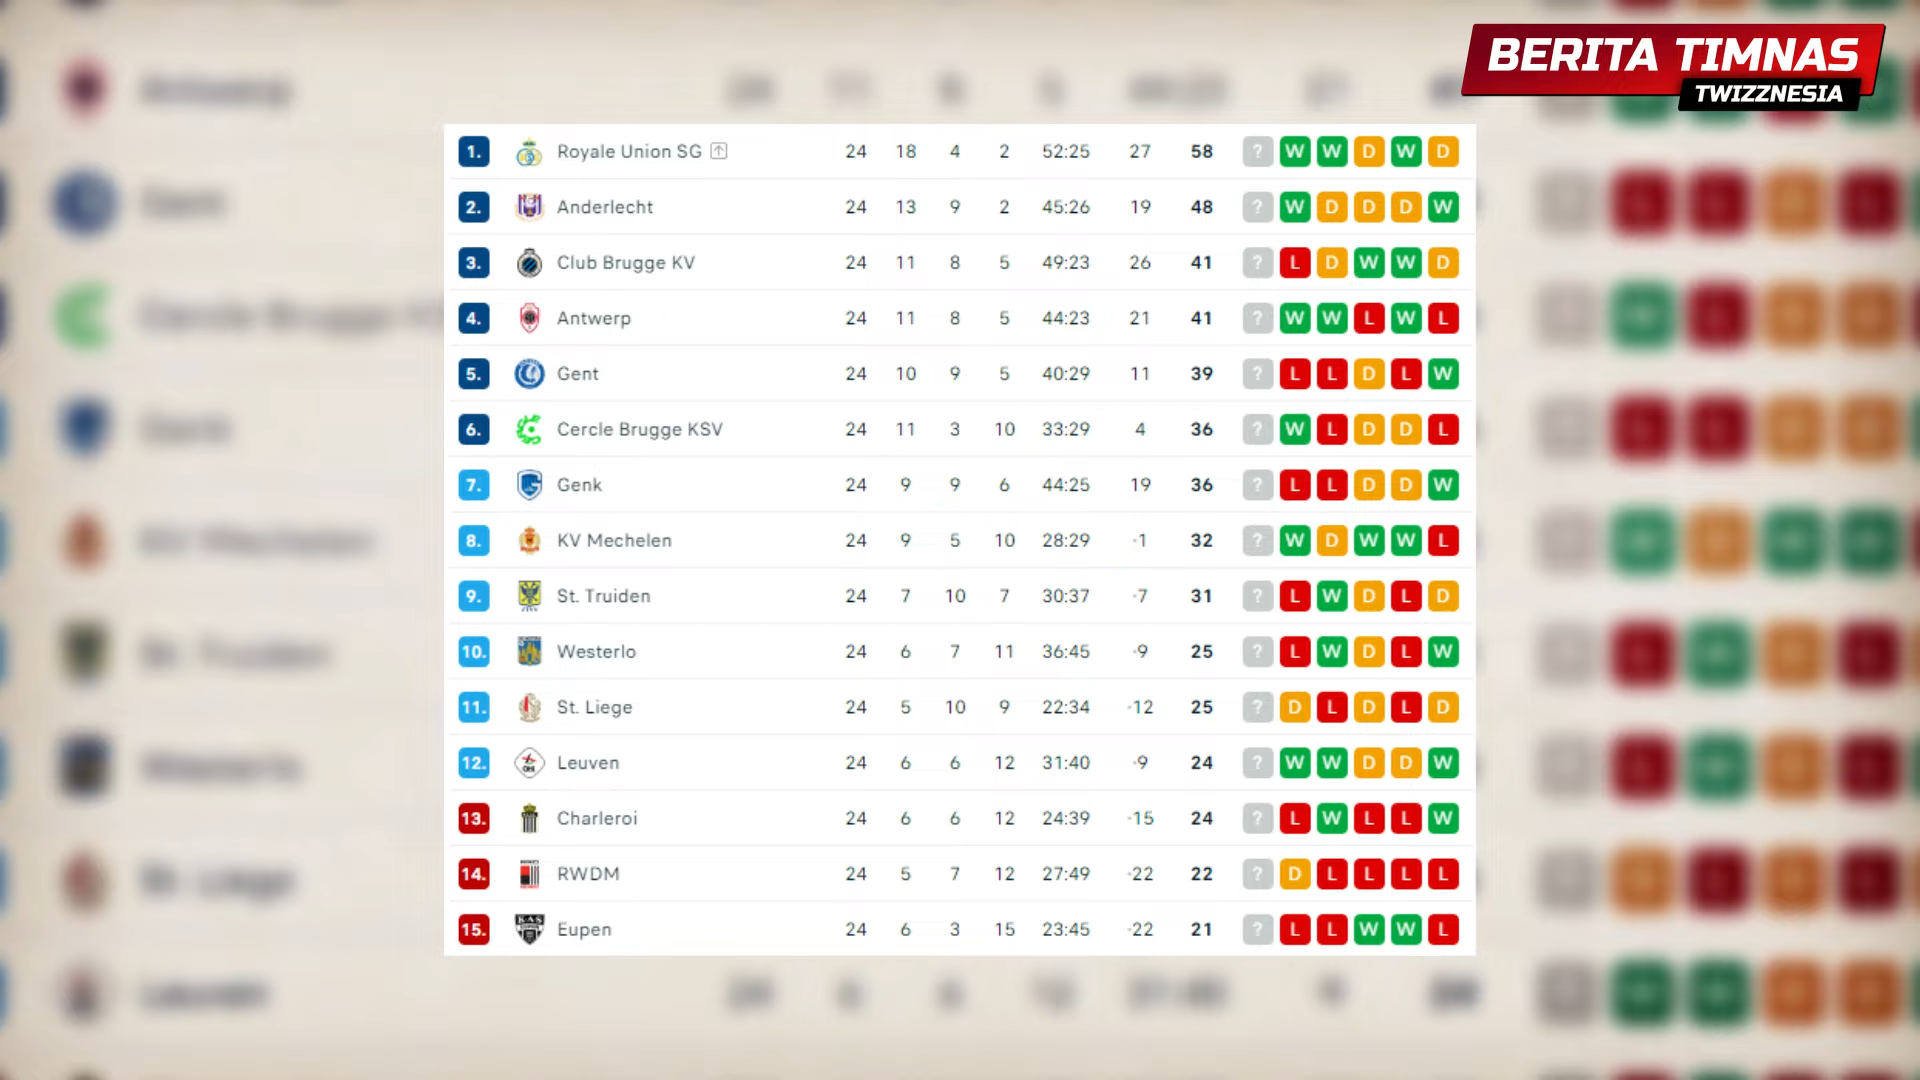 BERITA TIMNAS
TWIZZNESIA
1. Royale Union SG 24 18 4 2 52:25 27 58 ? W W D W D
2. Anderlecht 24 13 9 2 45:26 19 48 ? W D D D W
3. Club Brugge KV 24 11 8 5 49:23 26 41 ? L D W W D
4. Antwerp 24 11 8 5 44:23 21 41 ? W W L W L
5. Gent 24 10 9 5 40:29 11 39 ? L L D L W
6. Cercle Brugge KSV 24 11 3 10 33:29 4 36 ? W L D D L
7. Genk 24 9 9 6 44:25 19 36 ? L L D D W
8. KV Mechelen 24 9 5 10 28:29 -1 32 ? W D W W L
9. St. Truiden 24 7 10 7 30:37 -7 31 ? L W D L D
10. Westerlo 24 6 7 11 36:45 -9 25 ? L W D L W
11. St. Liege 24 5 10 9 22:34 -12 25 ? D L D L D
12. Leuven 24 6 6 12 31:40 -9 24 ? W W D D W
13. Charleroi 24 6 6 12 24:39 -15 24 ? L W L L W
14. RWDM 24 5 7 12 27:49 -22 22 ? D L L L L
15. Eupen 24 6 3 15 23:45 -22 21 ? L L W W L